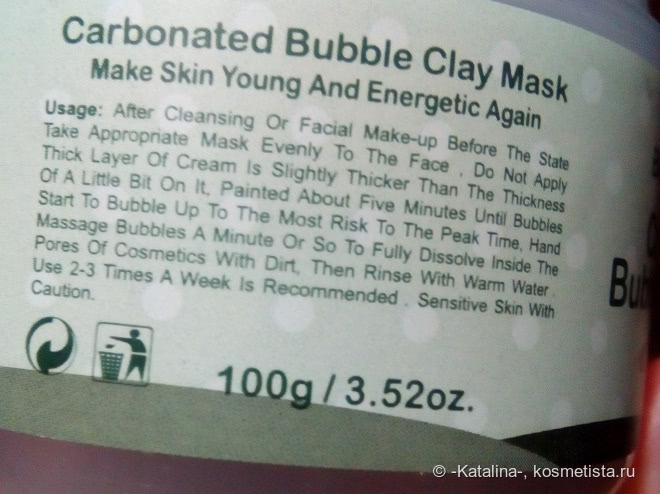 Carbonated Bubble Clay Mask
Make Skin Young And Energetic Again
Usage: After Cleansing Or Facial Make-up Before The State
Take Appropriate Mask Evenly To The Face . Do Not Apply
Thick Layer Of Cream Is Slightly Thicker Than The Thickness
Of A Little Bit On It, Painted About Five Minutes Until Bubbles
Start To Bubble Up To The Most Risk To The Peak Time, Hand
Massage Bubbles A Minute Or So To Fully Dissolve Inside The
Pores Of Cosmetics With Dirt, Then Rinse With Warm Water .
Use 2-3 Times A Week Is Recommended . Sensitive Skin With
Caution.
100g / 3.52oz.
© -Katalina-, kosmetista.ru